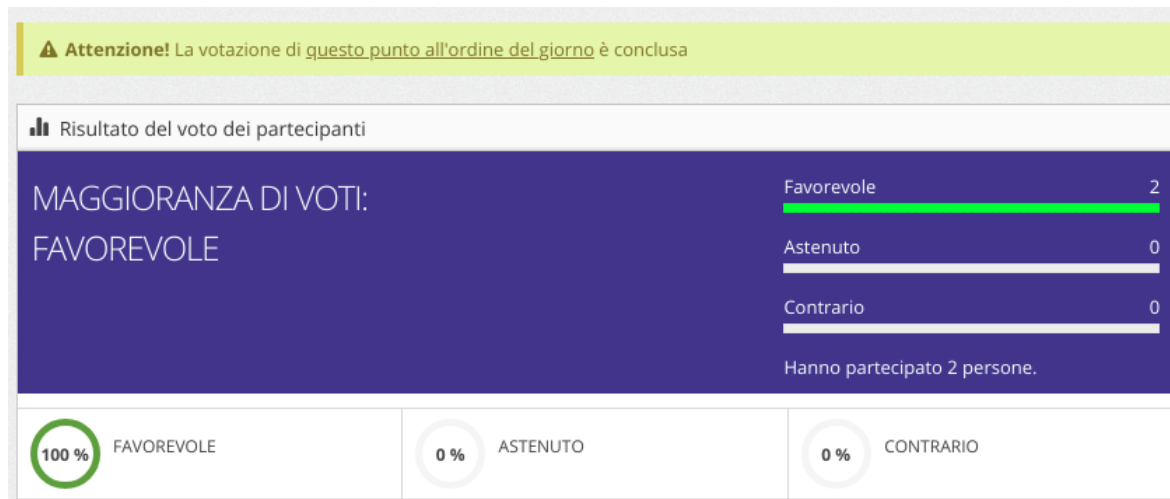 Attenzione! La votazione di questo punto all'ordine del giorno è conclusa
Risultato del voto dei partecipanti
MAGGIORANZA DI VOTI:
FAVOREVOLE
Favorevole 2
Astenuto 0
Contrario 0
Hanno partecipato 2 persone.
100 % FAVOREVOLE
0 % ASTENUTO
0 % CONTRARIO